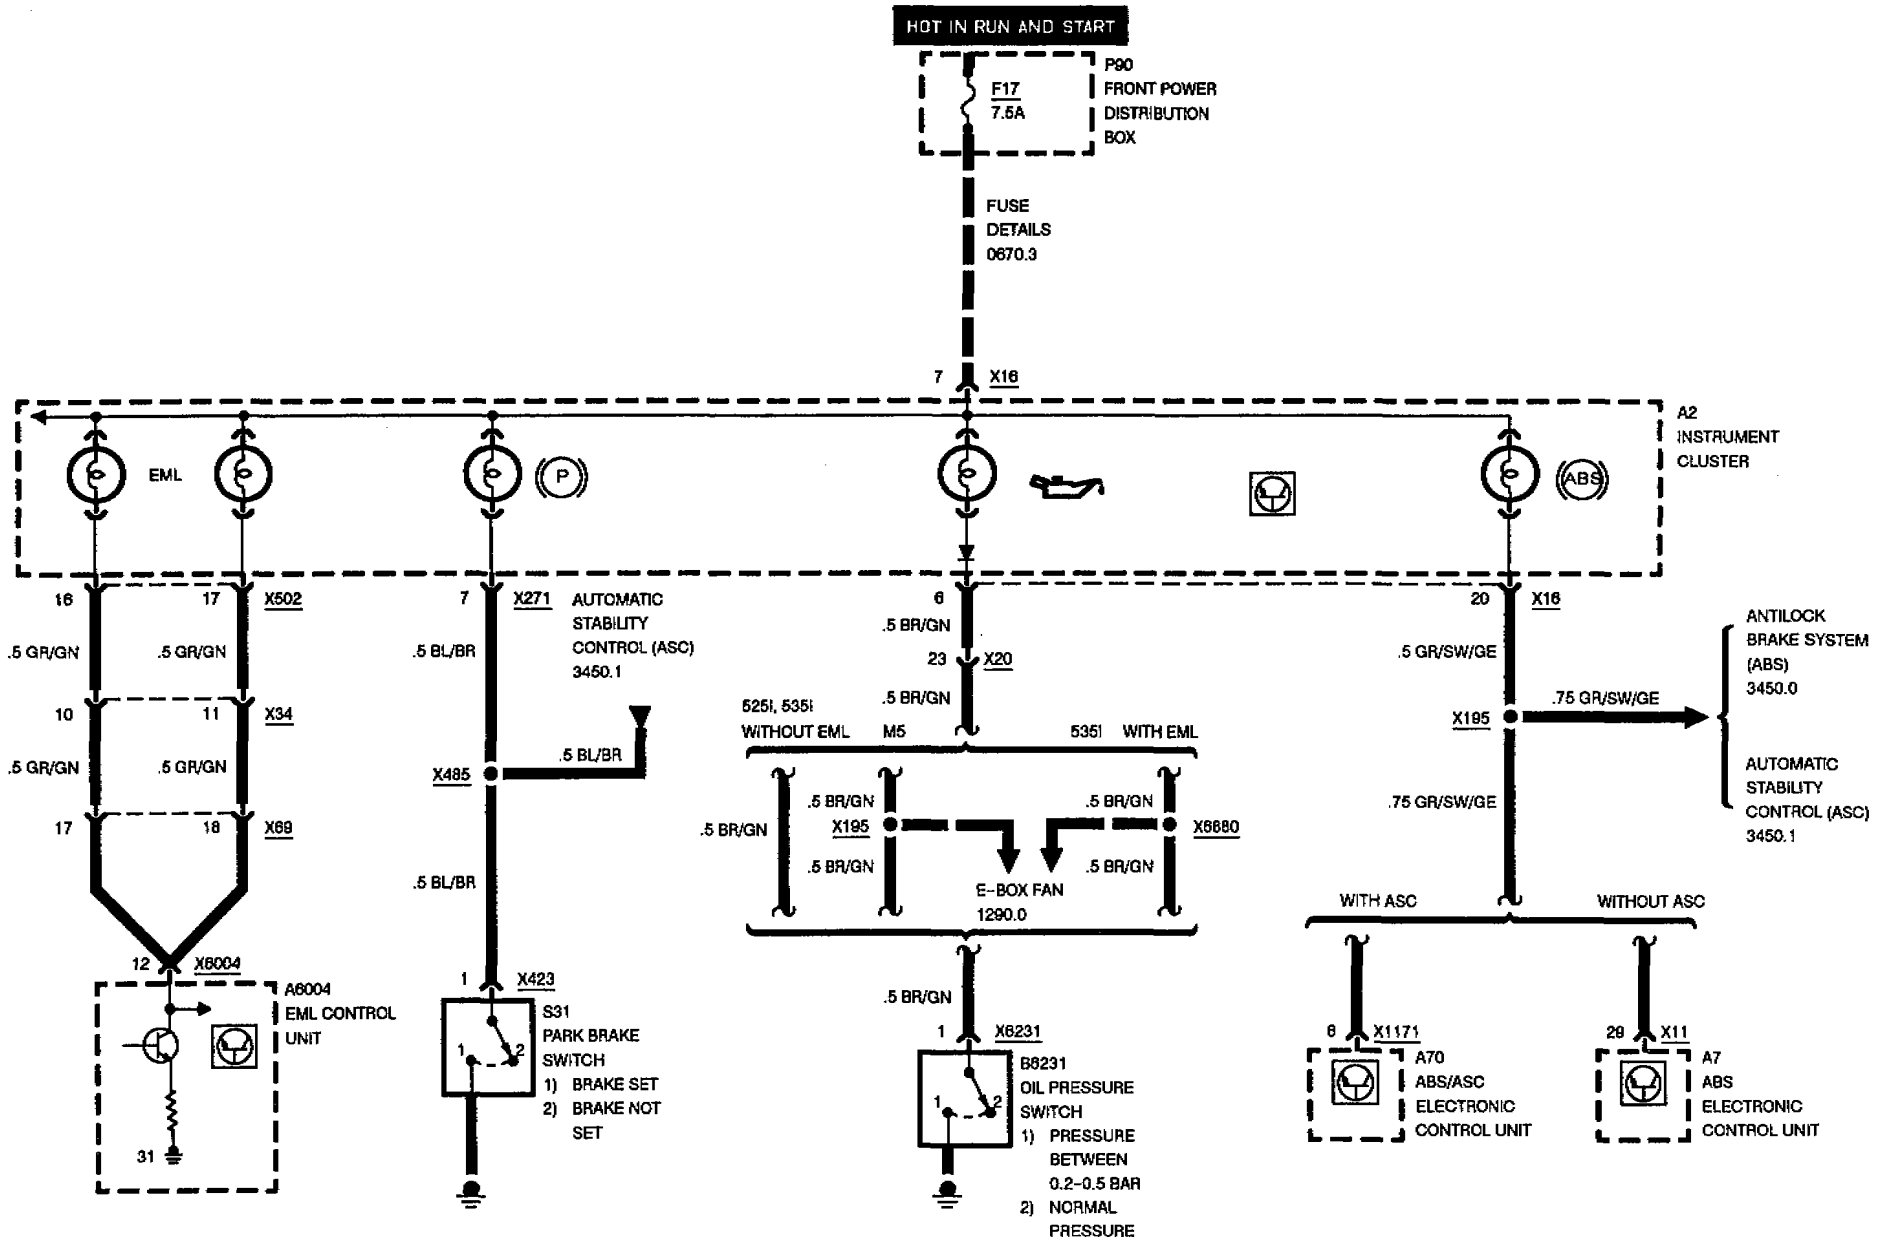 HOT IN RUN AND START
P90
FRONT POWER
DISTRIBUTION
BOX
F17
7.5A
FUSE
DETAILS
0670.3
7 X16
A2
INSTRUMENT
CLUSTER
EML
P
ABS
16 17 X502
7 X271
AUTOMATIC
STABILITY
CONTROL (ASC)
3450.1
6
20 X16
.5 GR/GN .5 GR/GN
.5 BL/BR
.5 BR/GN
.5 GR/SW/GE
ANTILOCK
BRAKE SYSTEM
(ABS)
3450.0
23 X20
.5 BR/GN
10 11 X34
525I, 535I
WITHOUT EML M5 535I WITH EML
X195
.75 GR/SW/GE
.5 GR/GN .5 GR/GN
X485
.5 BL/BR
AUTOMATIC
STABILITY
CONTROL (ASC)
3450.1
.5 BR/GN
.5 BR/GN
.5 BR/GN
.75 GR/SW/GE
17 18 X69
X195
X6680
.5 BR/GN
.5 BR/GN
E-BOX FAN
1290.0
.5 BL/BR
WITH ASC WITHOUT ASC
12 X6004
1 X423
.5 BR/GN
A6004
EML CONTROL
UNIT
31
S31
PARK BRAKE
SWITCH
1) BRAKE SET
2) BRAKE NOT
SET
1 2
1 X6231
B6231
OIL PRESSURE
SWITCH
1) PRESSURE
BETWEEN
0.2-0.5 BAR
2) NORMAL
PRESSURE
1 2
6 X1171
A70
ABS/ASC
ELECTRONIC
CONTROL UNIT
29 X11
A7
ABS
ELECTRONIC
CONTROL UNIT